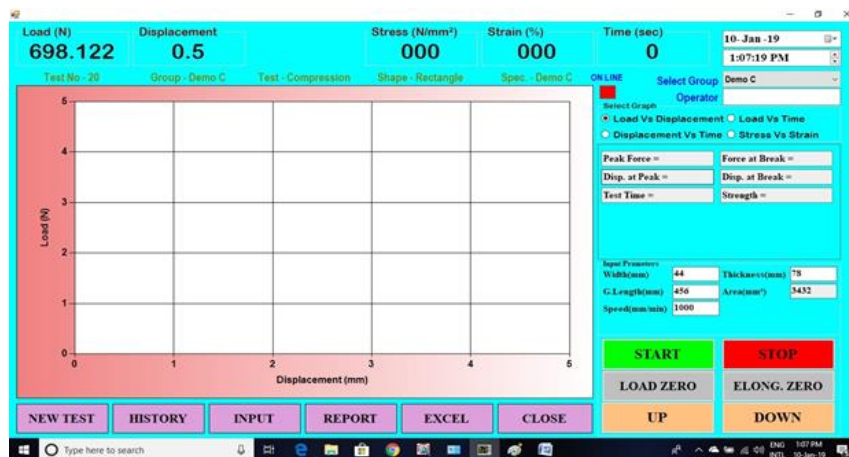 Load (N)
Displacement
Stress (N/mm²)
Strain (%)
Time (sec)
698.122
0.5
000
000
0
10- Jan -19
1:07:19 PM
Test No - 20
Group - Demo C
Test - Compression
Shape - Rectangle
Spec. - Demo C
ON LINE
Select Group
Demo C
Operator
Select Graph
Load Vs Displacement
Load Vs Time
Displacement Vs Time
Stress Vs Strain
Peak Force =
Force at Break =
Disp. at Peak =
Disp. at Break =
Test Time =
Strength =
5
4
3
2
1
0
Load (N)
0 1 2 3 4 5
Displacement (mm)
Input Prameters
Width(mm) 44
Thickness(mm) 78
G.Length(mm) 456
Area(mm²) 3432
Speed(mm/min) 1000
START
STOP
LOAD ZERO
ELONG. ZERO
UP
DOWN
NEW TEST
HISTORY
INPUT
REPORT
EXCEL
CLOSE
Type here to search
ENG
INTL
1:07 PM
10-Jan-19